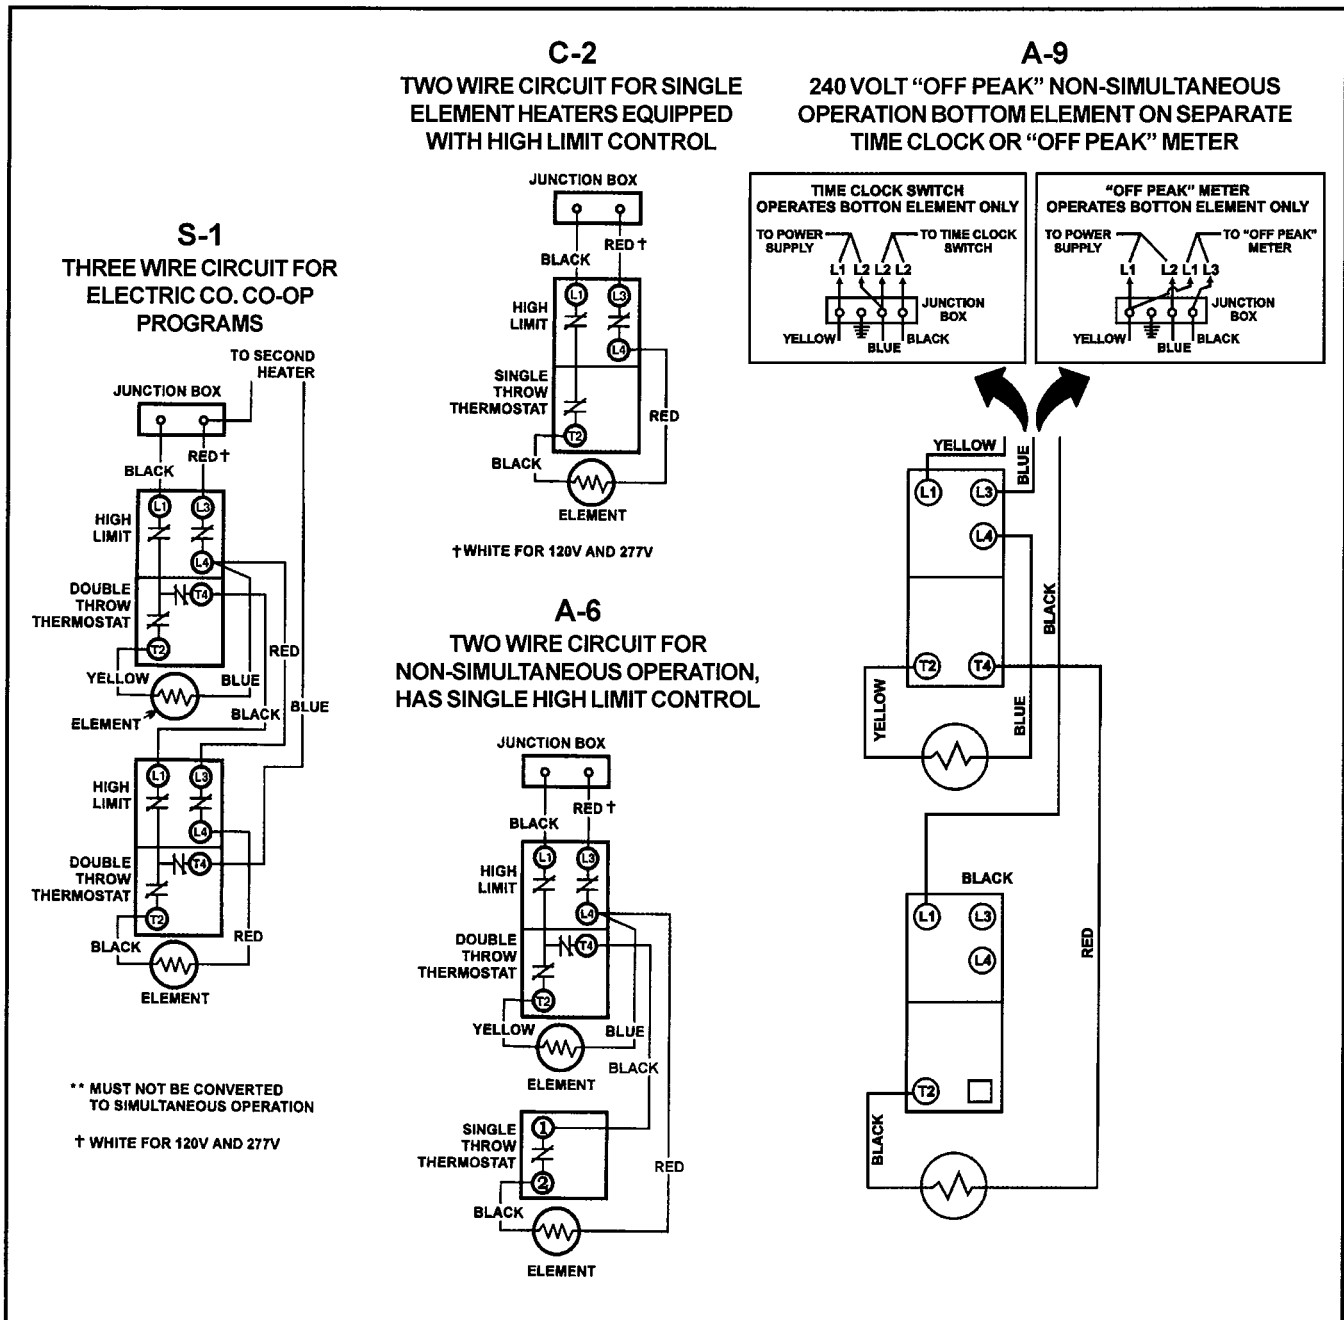 S-1
THREE WIRE CIRCUIT FOR
ELECTRIC CO. CO-OP
PROGRAMS
TO SECOND
HEATER
JUNCTION BOX
RED †
BLACK
L1
L3
HIGH
LIMIT
L4
DOUBLE
THROW
THERMOSTAT
T4
T2
RED
YELLOW
BLUE
BLACK
BLUE
ELEMENT
L1
L3
HIGH
LIMIT
L4
DOUBLE
THROW
THERMOSTAT
T4
T2
BLACK
RED
ELEMENT
** MUST NOT BE CONVERTED
TO SIMULTANEOUS OPERATION
† WHITE FOR 120V AND 277V
C-2
TWO WIRE CIRCUIT FOR SINGLE
ELEMENT HEATERS EQUIPPED
WITH HIGH LIMIT CONTROL
JUNCTION BOX
RED †
BLACK
L1
L3
HIGH
LIMIT
L4
SINGLE
THROW
THERMOSTAT
RED
T2
BLACK
ELEMENT
† WHITE FOR 120V AND 277V
A-6
TWO WIRE CIRCUIT FOR
NON-SIMULTANEOUS OPERATION,
HAS SINGLE HIGH LIMIT CONTROL
JUNCTION BOX
RED †
BLACK
L1
L3
HIGH
LIMIT
L4
DOUBLE
THROW
THERMOSTAT
T4
T2
YELLOW
BLUE
BLACK
ELEMENT
SINGLE
THROW
THERMOSTAT
1
2
RED
BLACK
ELEMENT
A-9
240 VOLT “OFF PEAK” NON-SIMULTANEOUS
OPERATION BOTTOM ELEMENT ON SEPARATE
TIME CLOCK OR “OFF PEAK” METER
TIME CLOCK SWITCH
OPERATES BOTTON ELEMENT ONLY
TO POWER
SUPPLY
TO TIME CLOCK
SWITCH
L1 L2 L2 L2
JUNCTION
BOX
YELLOW
BLUE
BLACK
“OFF PEAK” METER
OPERATES BOTTON ELEMENT ONLY
TO POWER
SUPPLY
TO “OFF PEAK”
METER
L1 L2 L1 L3
JUNCTION
BOX
YELLOW
BLUE
BLACK
YELLOW
BLUE
L1
L3
L4
BLACK
T2
T4
YELLOW
BLUE
BLACK
L1
L3
L4
RED
T2
BLACK